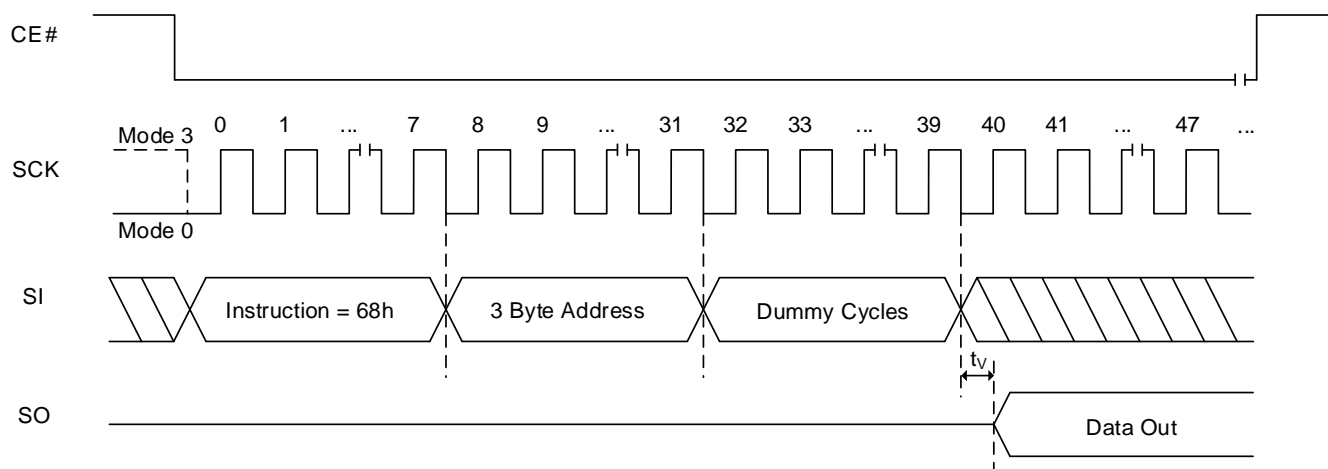 CE#
Mode 3 0 1 ... 7 8 9 ... 31 32 33 ... 39 40 41 ... 47 ...
SCK
Mode 0
SI Instruction = 68h 3 Byte Address Dummy Cycles
tV
SO Data Out